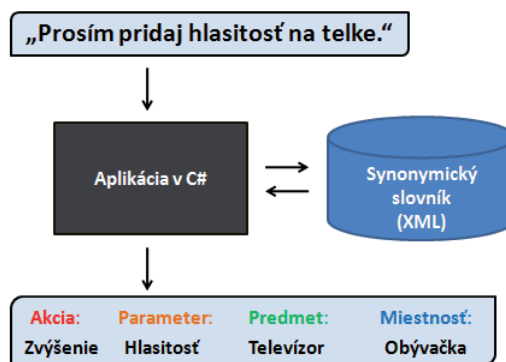 „Prosím pridaj hlasitosť na telke.“
Aplikácia v C#
Synonymický
slovník
(XML)
Akcia: Parameter: Predmet: Miestnosť:
Zvýšenie Hlasitosť Televízor Obývačka